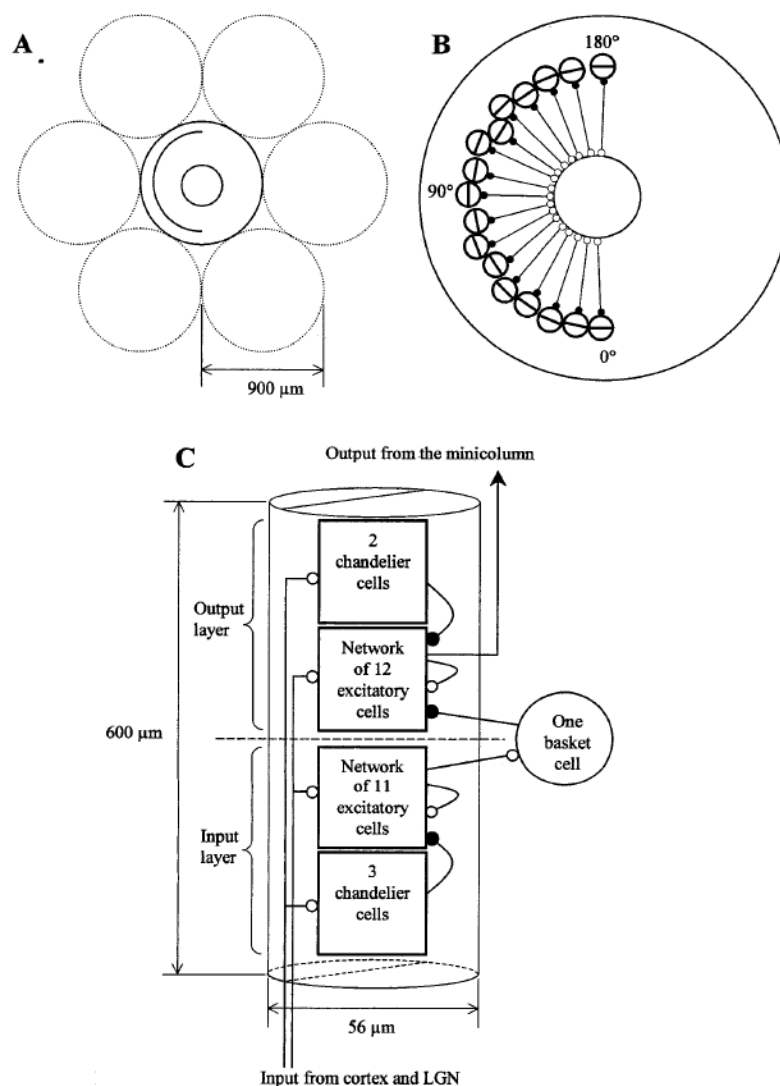 A
B
180°
90°
0°
900 μm
C
Output from the minicolumn
2
chandelier
cells
Output
layer
Network
of 12
excitatory
cells
600 μm
One
basket
cell
Network
of 11
excitatory
cells
Input
layer
3
chandelier
cells
56 μm
Input from cortex and LGN